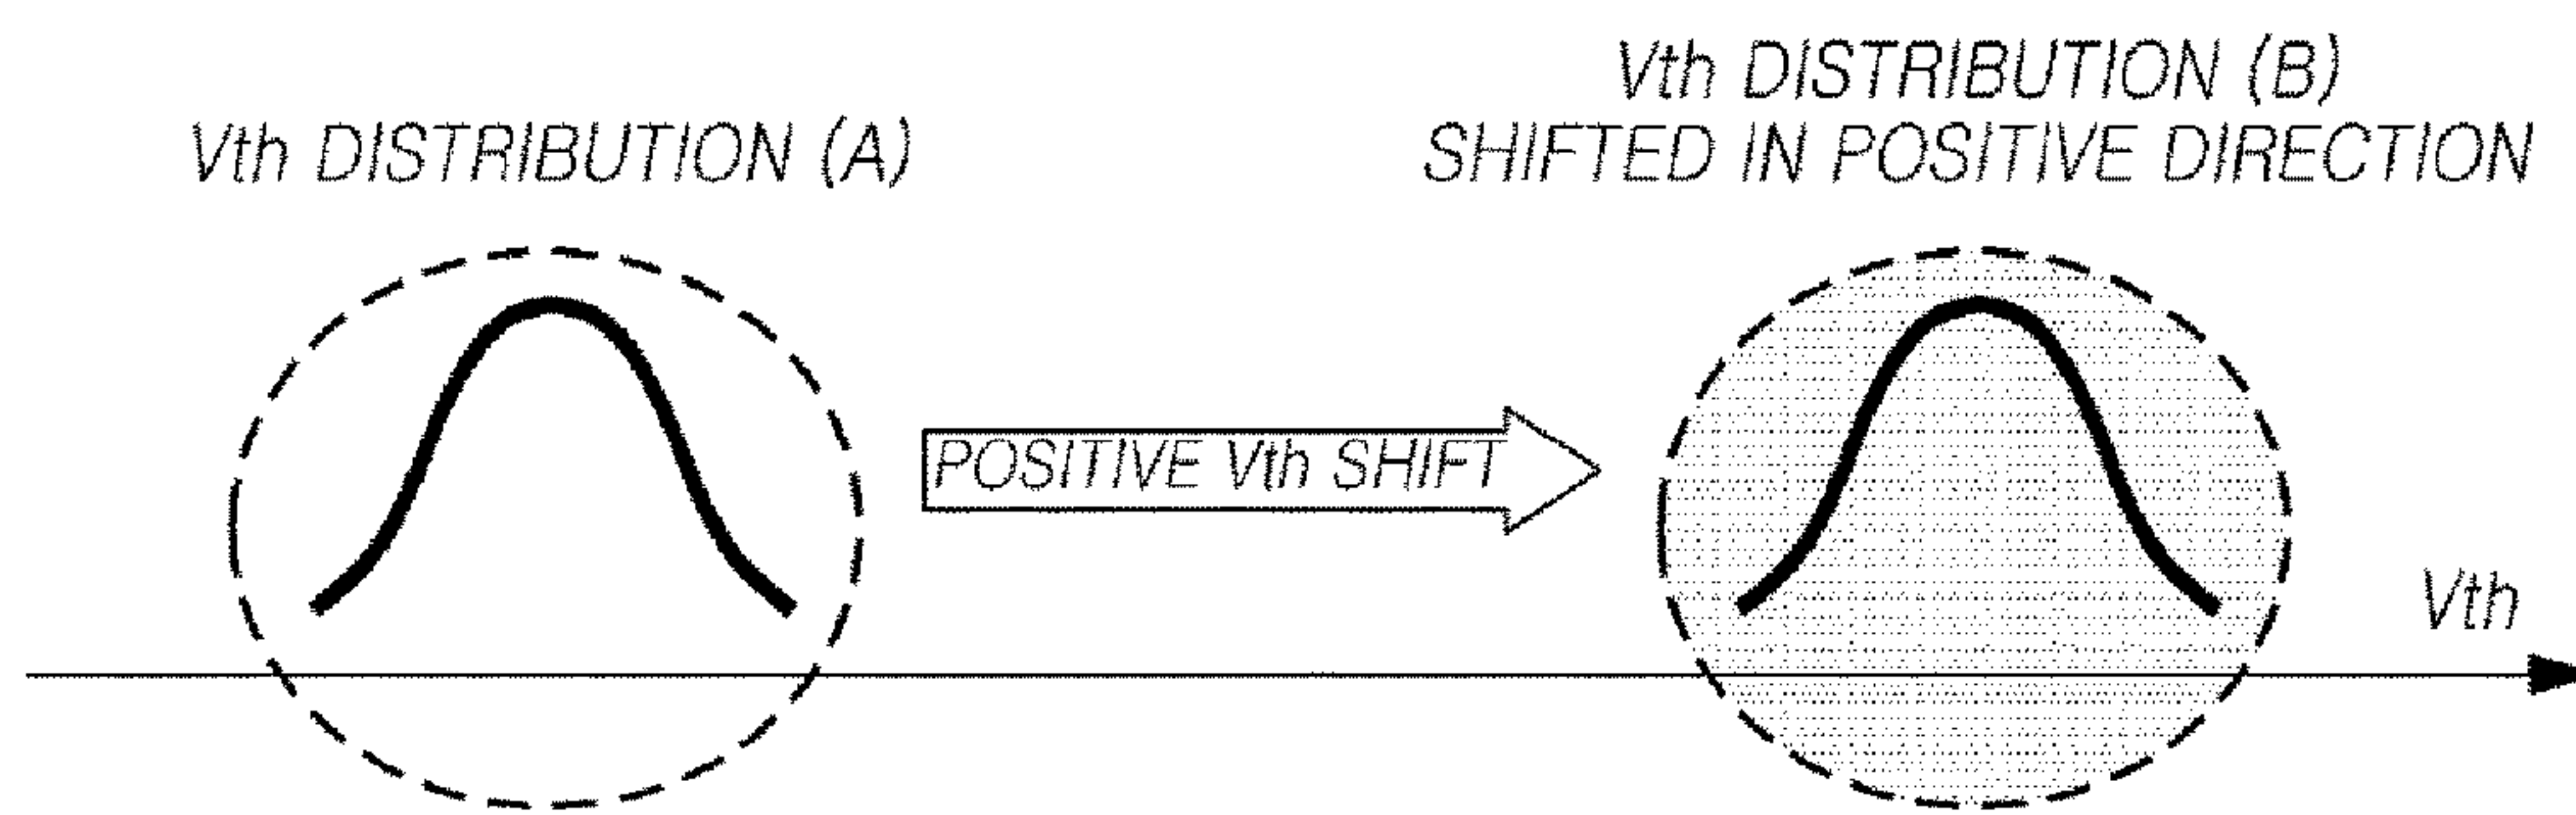 Vth DISTRIBUTION (A)
Vth DISTRIBUTION (B)
SHIFTED IN POSITIVE DIRECTION
POSITIVE Vth SHIFT
Vth